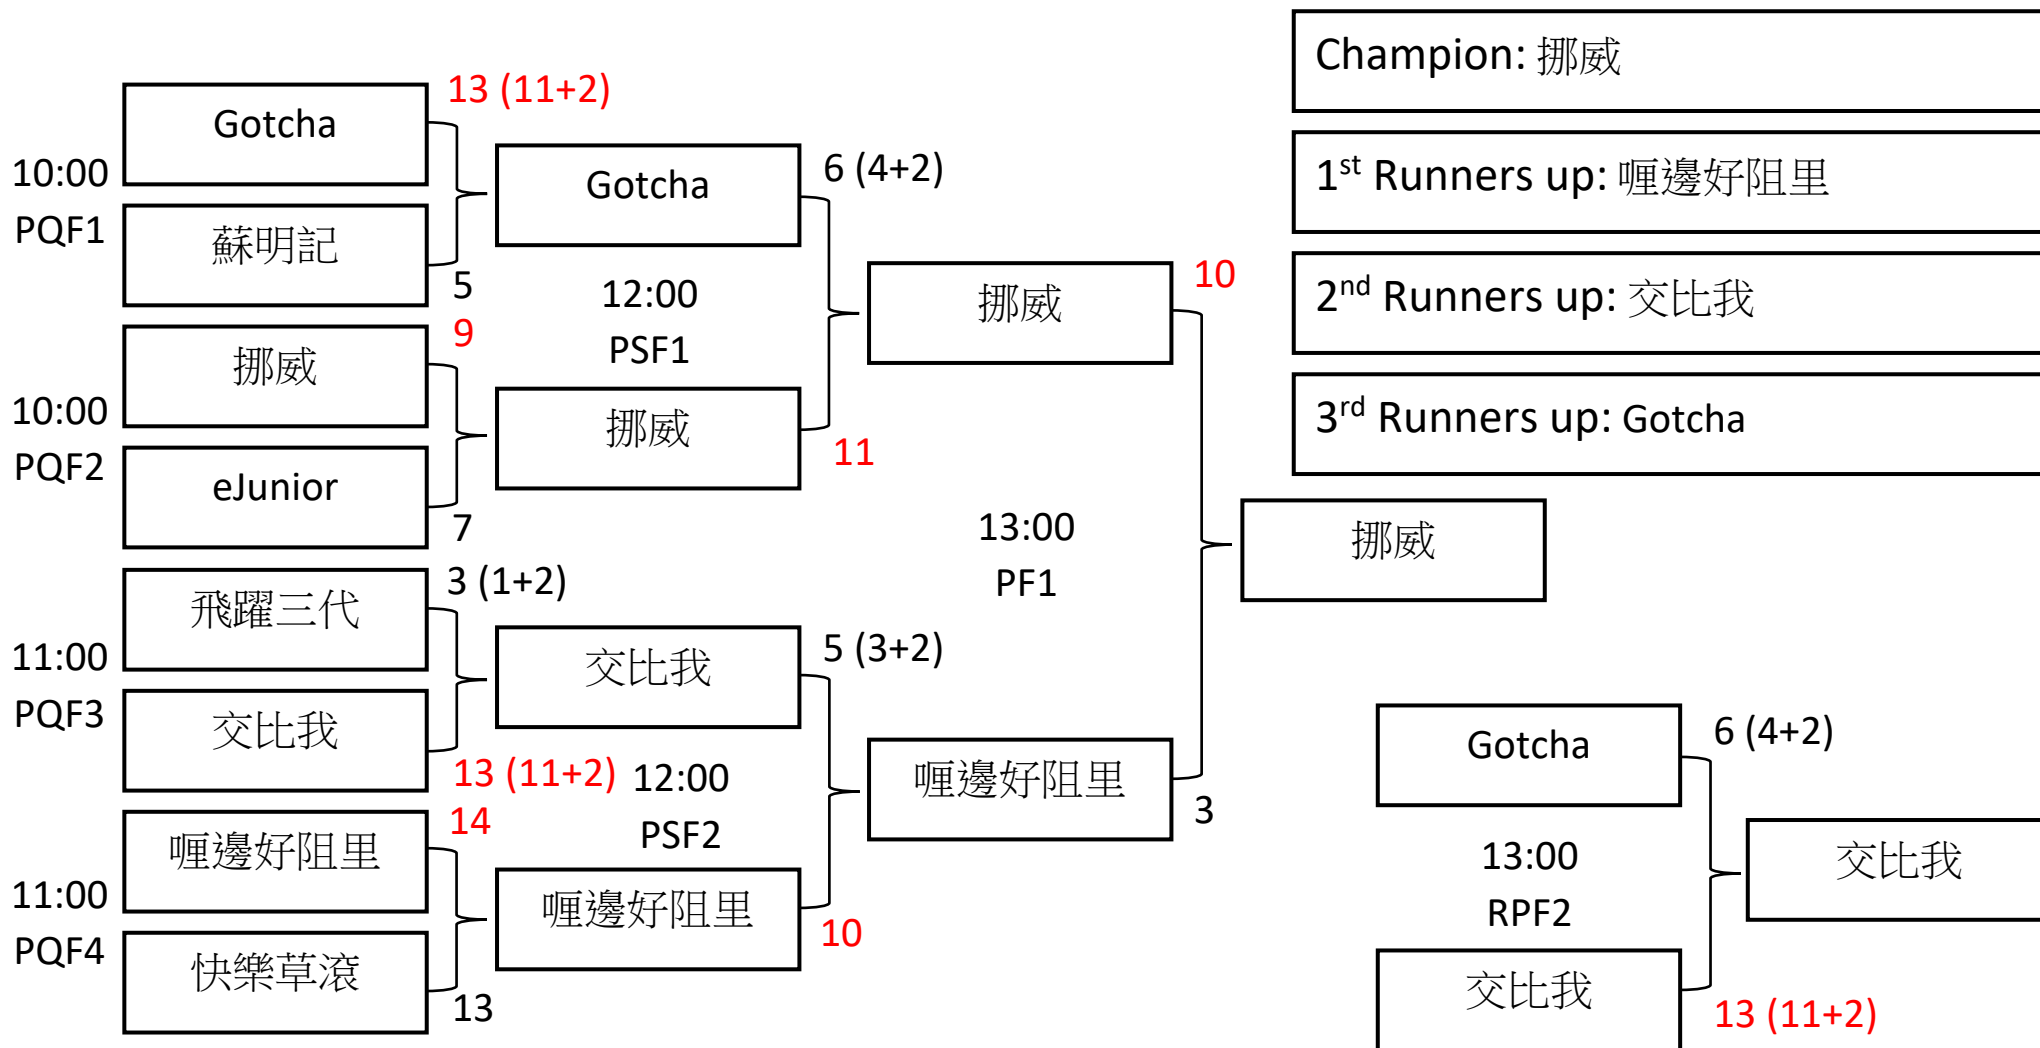 Champion: 挪威
1st Runners up: 喱邊好阻里
2nd Runners up: 交比我
3rd Runners up: Gotcha
10:00
PQF1
Gotcha
13 (11+2)
蘇明記
5
10:00
PQF2
挪威
9
eJunior
7
11:00
PQF3
飛躍三代
3 (1+2)
交比我
13 (11+2)
11:00
PQF4
喱邊好阻里
14
快樂草滾
13
12:00
PSF1
Gotcha
6 (4+2)
挪威
11
12:00
PSF2
交比我
5 (3+2)
喱邊好阻里
10
13:00
PF1
挪威
10
喱邊好阻里
3
挪威
13:00
RPF2
Gotcha
6 (4+2)
交比我
13 (11+2)
交比我